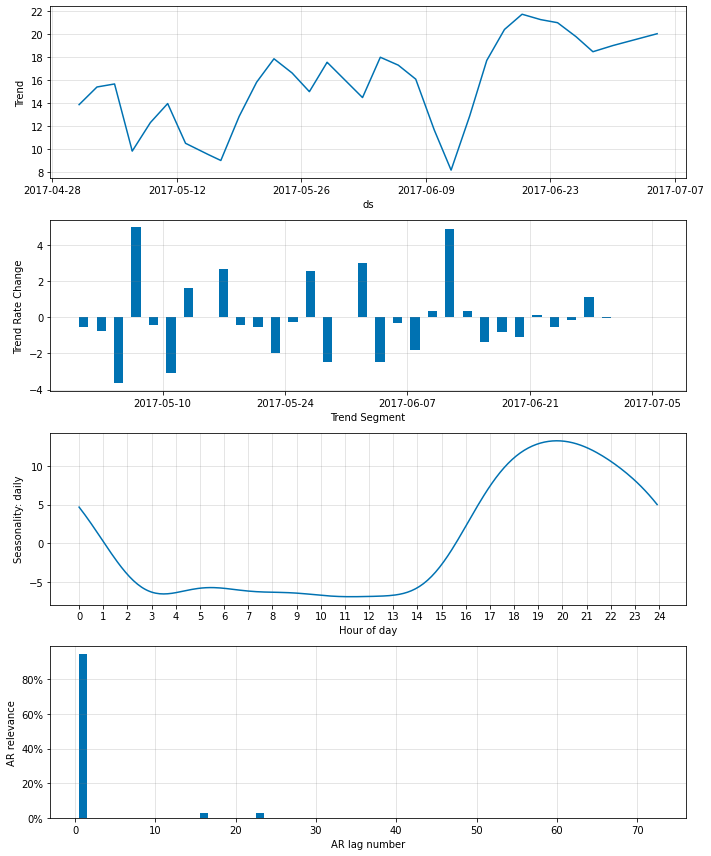 22
20
18
16
14
12
10
8
Trend
2017-04-28 2017-05-12 2017-05-26 2017-06-09 2017-06-23 2017-07-07
ds
4
2
0
−2
−4
Trend Rate Change
2017-05-10 2017-05-24 2017-06-07 2017-06-21 2017-07-05
Trend Segment
10
5
0
−5
Seasonality: daily
0 1 2 3 4 5 6 7 8 9 10 11 12 13 14 15 16 17 18 19 20 21 22 23 24
Hour of day
80%
60%
40%
20%
0%
AR relevance
0 10 20 30 40 50 60 70
AR lag number